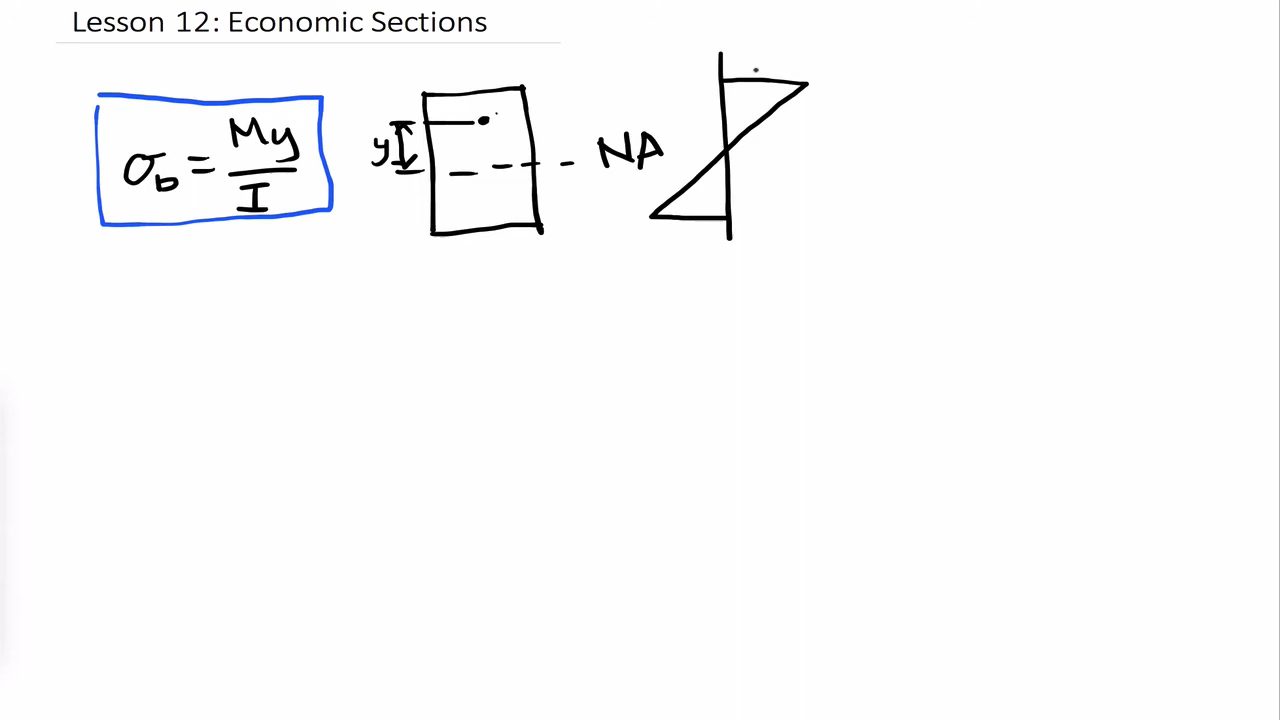 Lesson 12: Economic Sections
σb = My/I
y
NA